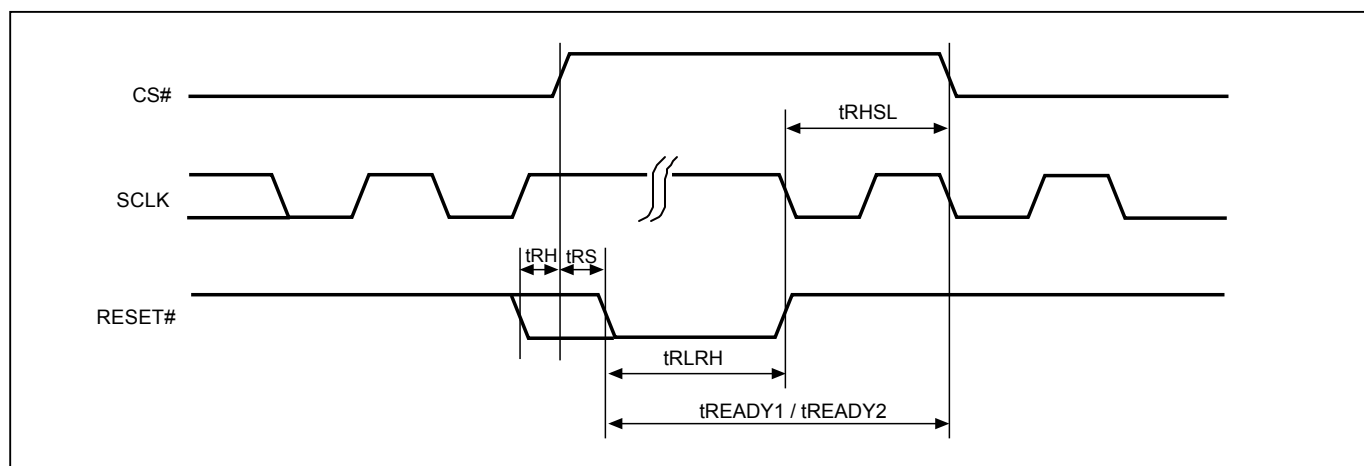 CS#
tRHSL
SCLK
tRH tRS
RESET#
tRLRH
tREADY1 / tREADY2